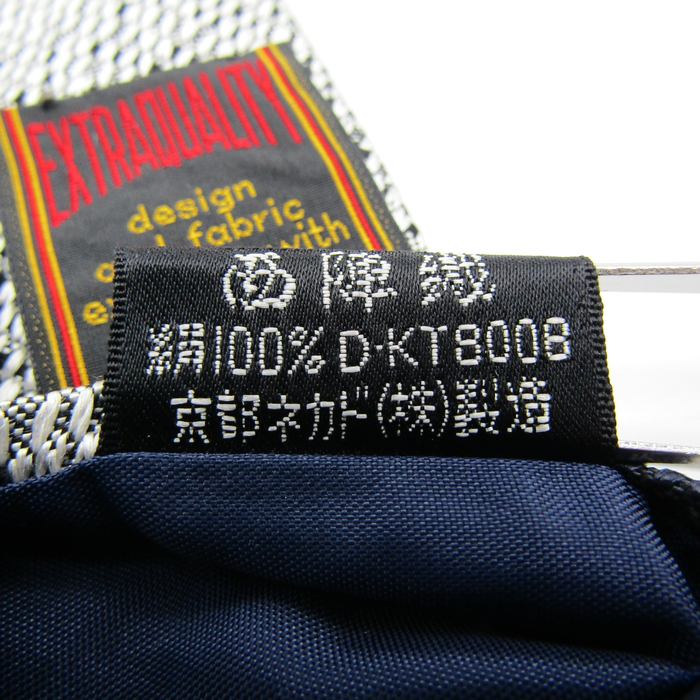 EXTRAQUALITY
design
fabric
with
西陣織
絹100% D·KT8008
京都ネカド(株)製造